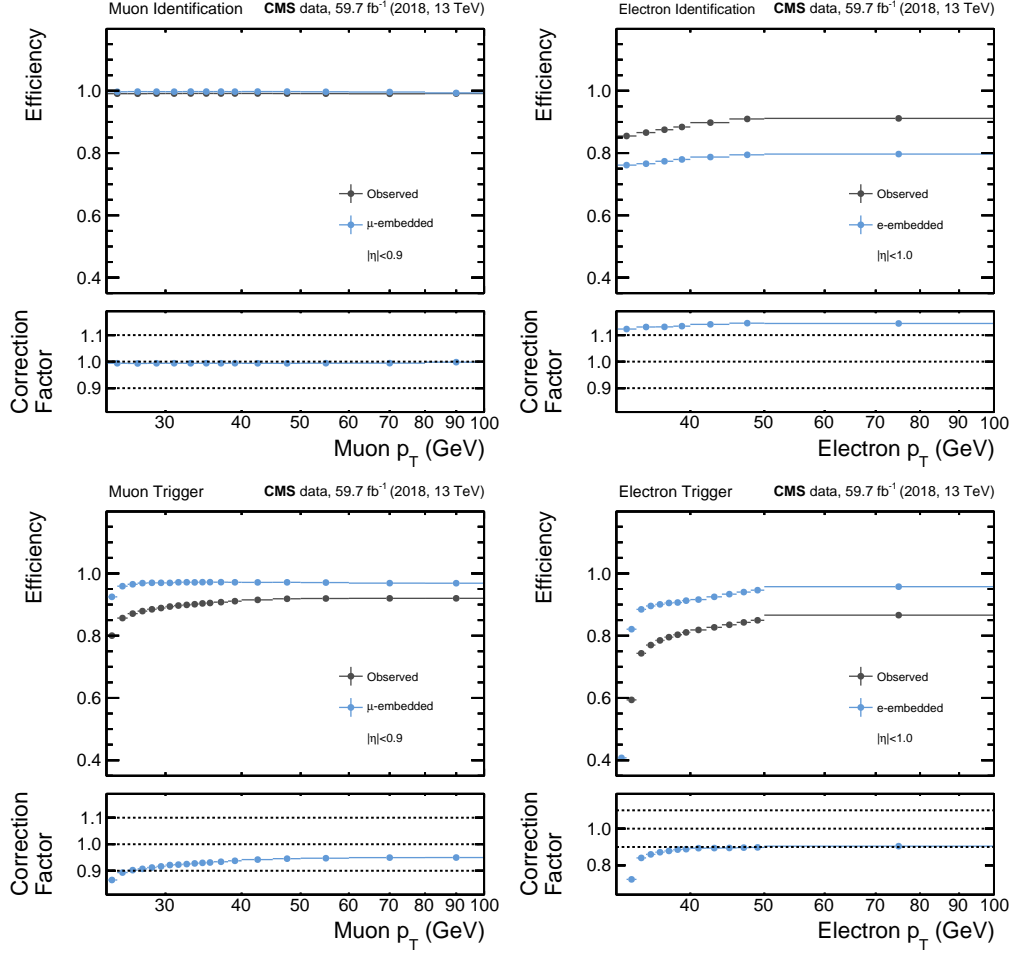 Muon Identification CMS data, 59.7 fb-1 (2018, 13 TeV)
Efficiency
1.0
0.8
0.6
0.4
Observed
μ-embedded
|η|<0.9
Correction
Factor
1.1
1.0
0.9
30 40 50 60 70 80 90 100
Muon pT (GeV)
Electron Identification CMS data, 59.7 fb-1 (2018, 13 TeV)
Efficiency
1.0
0.8
0.6
0.4
Observed
e-embedded
|η|<1.0
Correction
Factor
1.1
1.0
0.9
40 50 60 70 80 90 100
Electron pT (GeV)
Muon Trigger CMS data, 59.7 fb-1 (2018, 13 TeV)
Efficiency
1.0
0.8
0.6
0.4
Observed
μ-embedded
|η|<0.9
Correction
Factor
1.1
1.0
0.9
30 40 50 60 70 80 90 100
Muon pT (GeV)
Electron Trigger CMS data, 59.7 fb-1 (2018, 13 TeV)
Efficiency
1.0
0.8
0.6
0.4
Observed
e-embedded
|η|<1.0
Correction
Factor
1.0
0.8
40 50 60 70 80 90 100
Electron pT (GeV)